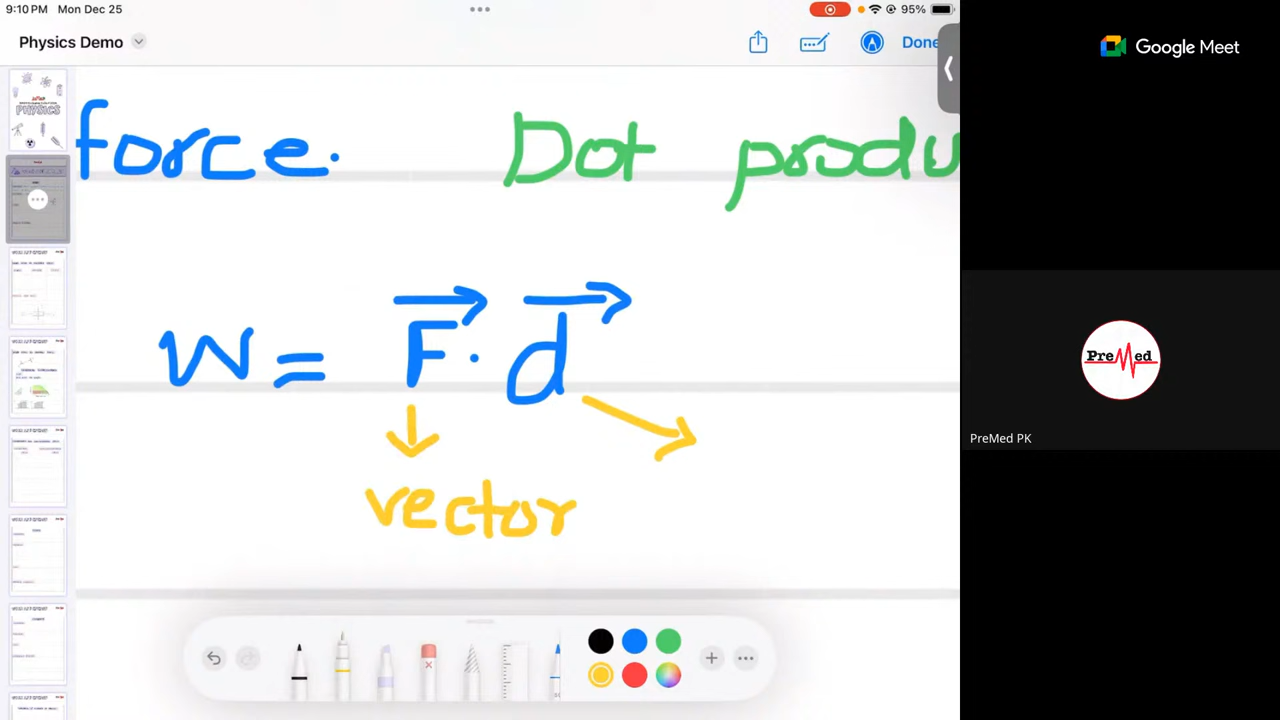 9:10 PM Mon Dec 25
95%
Physics Demo
Done
Google Meet
PHYSICS
force. Dot produ
W = F · d
vector
PreMed
PreMed PK